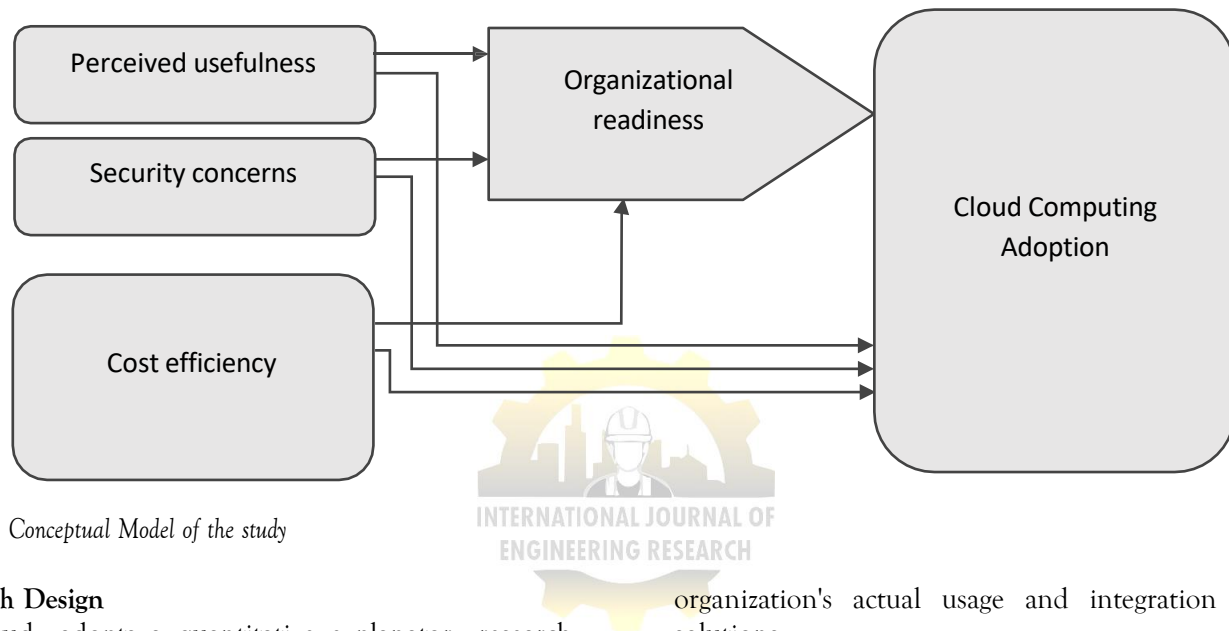 Perceived usefulness
Organizational
readiness
Security concerns
Cloud Computing
Adoption
Cost efficiency
INTERNATIONAL JOURNAL OF
ENGINEERING RESEARCH
Conceptual Model of the study
h Design
organization's actual usage and integration